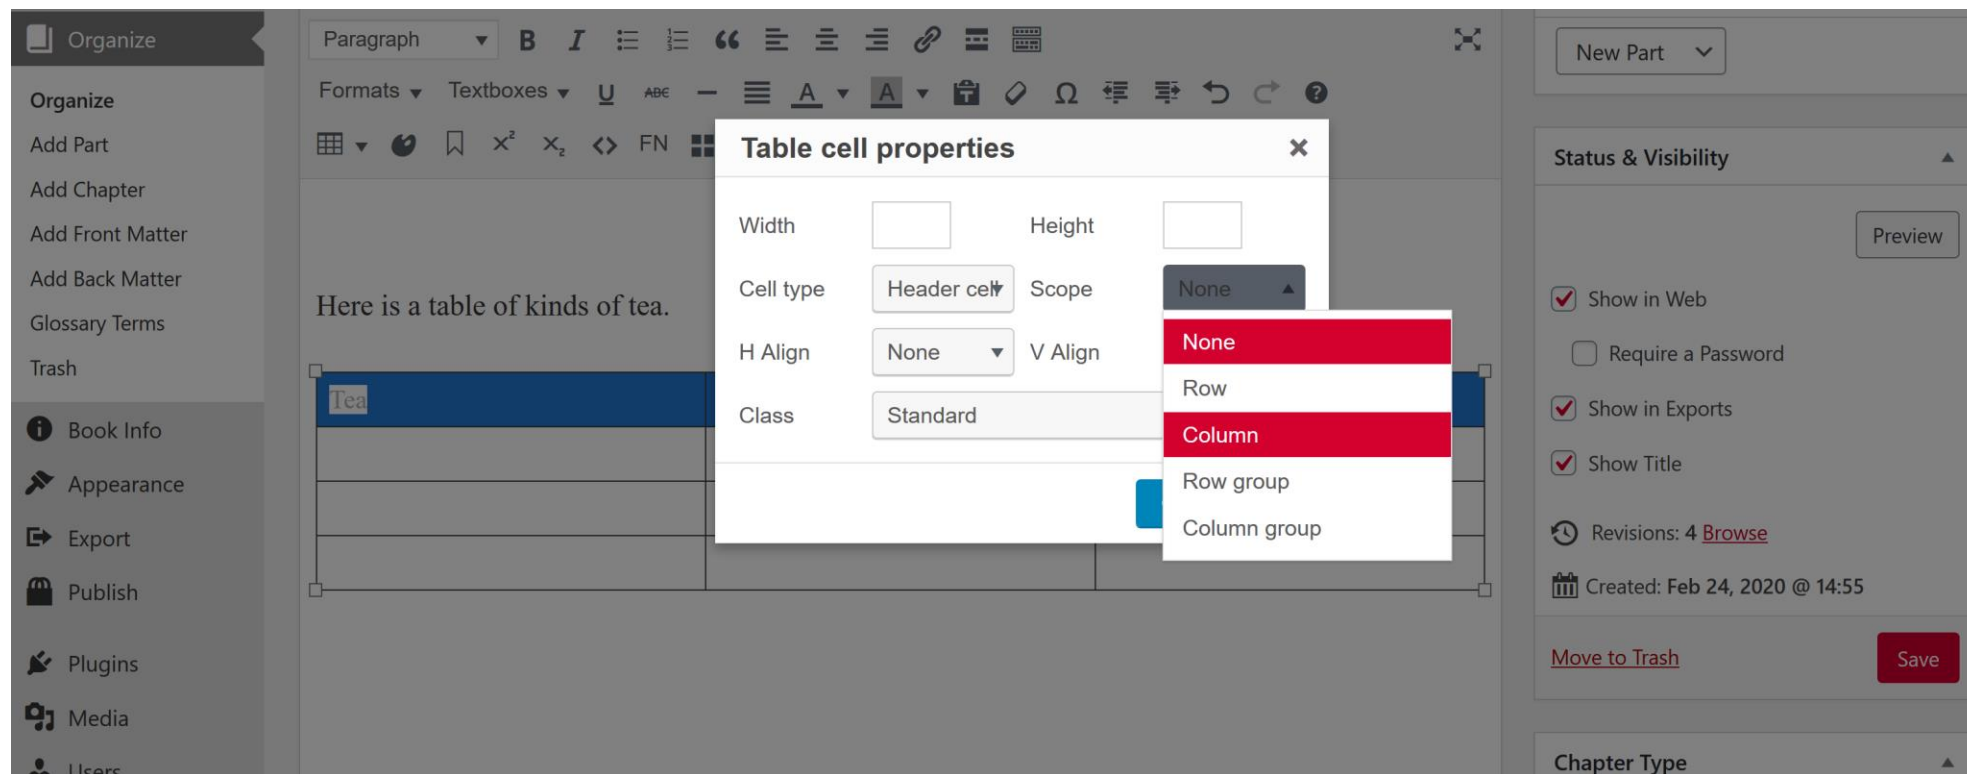 Organize
Organize
Add Part
Add Chapter
Add Front Matter
Add Back Matter
Glossary Terms
Trash
Book Info
Appearance
Export
Publish
Plugins
Media
Users
Paragraph B I
Formats Textboxes U ABC A A T Ω
X² X₂ <> FN
Here is a table of kinds of tea.
Tea
Table cell properties ×
Width Height
Cell type Header cell Scope None
H Align None V Align
Class Standard
None
Row
Column
Row group
Column group
New Part
Status & Visibility
Preview
Show in Web
Require a Password
Show in Exports
Show Title
Revisions: 4 Browse
Created: Feb 24, 2020 @ 14:55
Move to Trash Save
Chapter Type